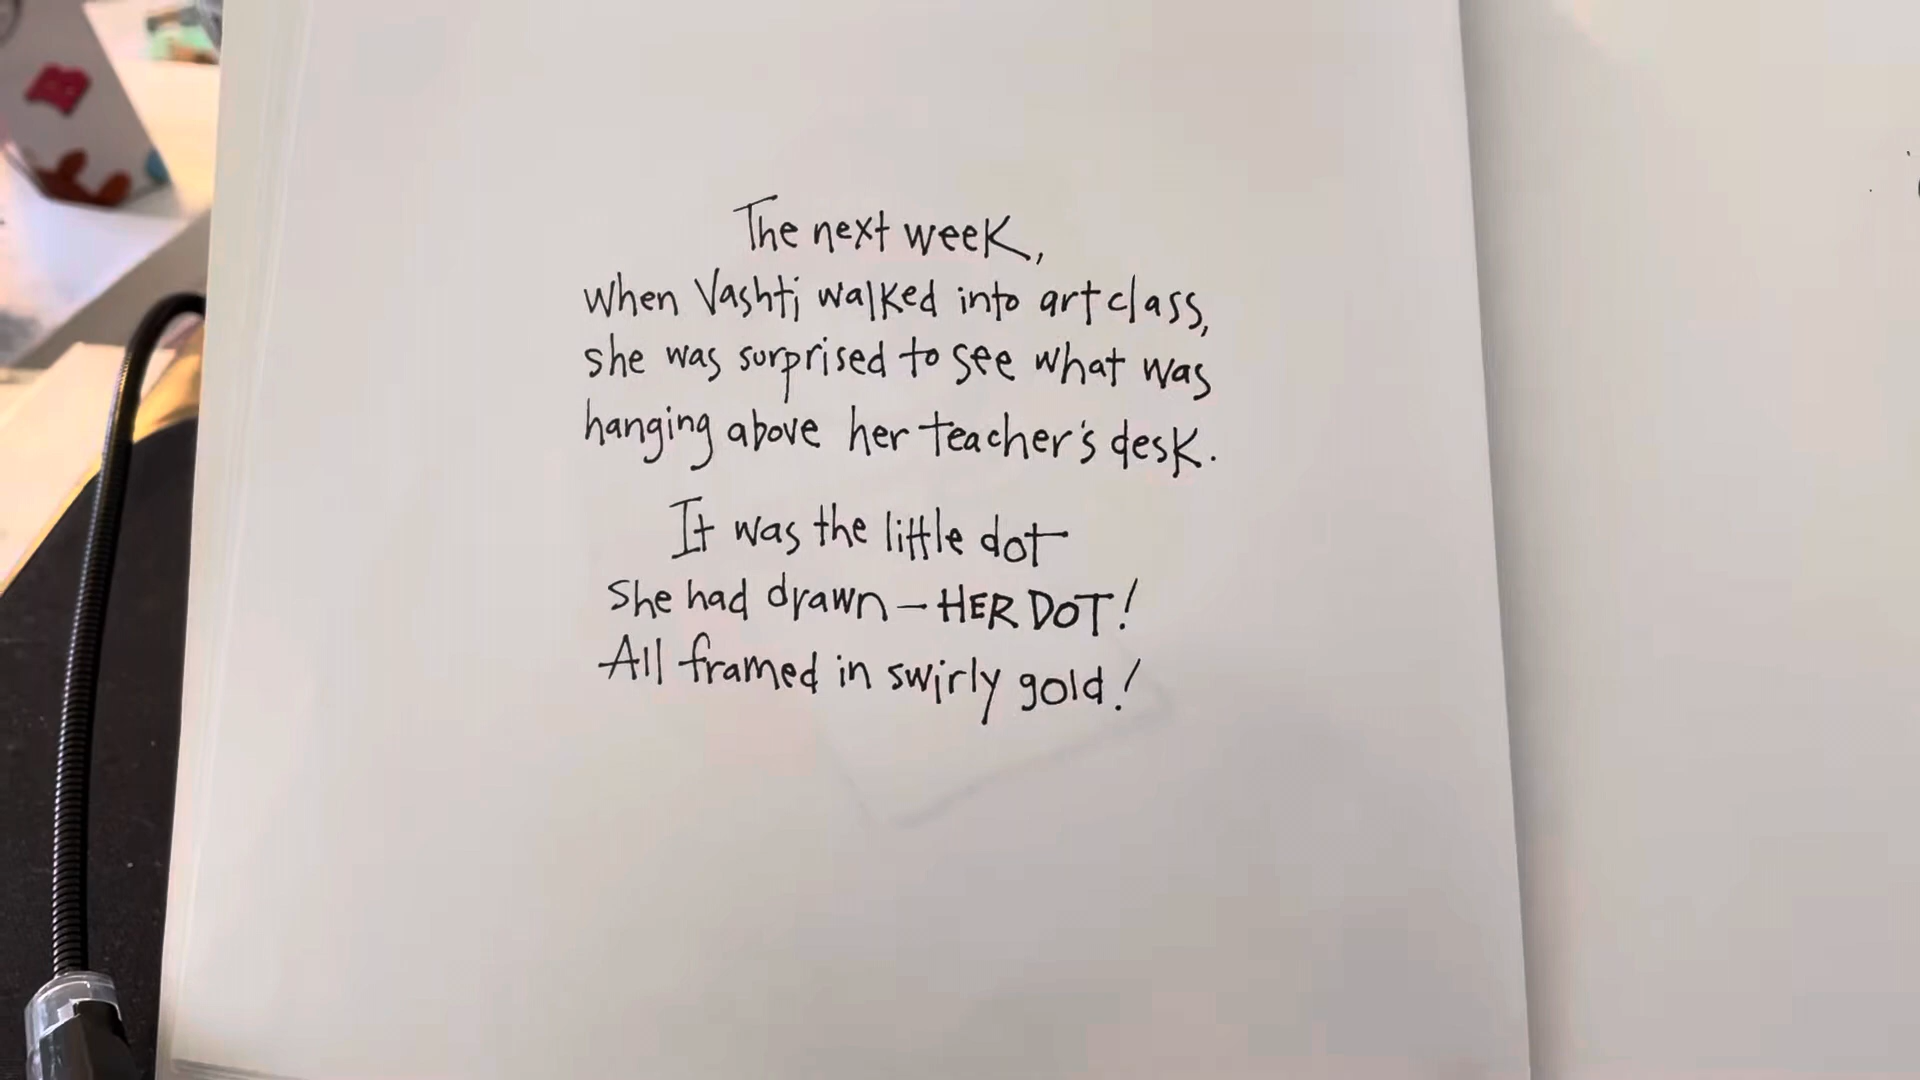 The next week,
when Vashti walked into art class,
she was surprised to see what was
hanging above her teacher's desk.
It was the little dot
She had drawn – HER DOT!
All framed in swirly gold!